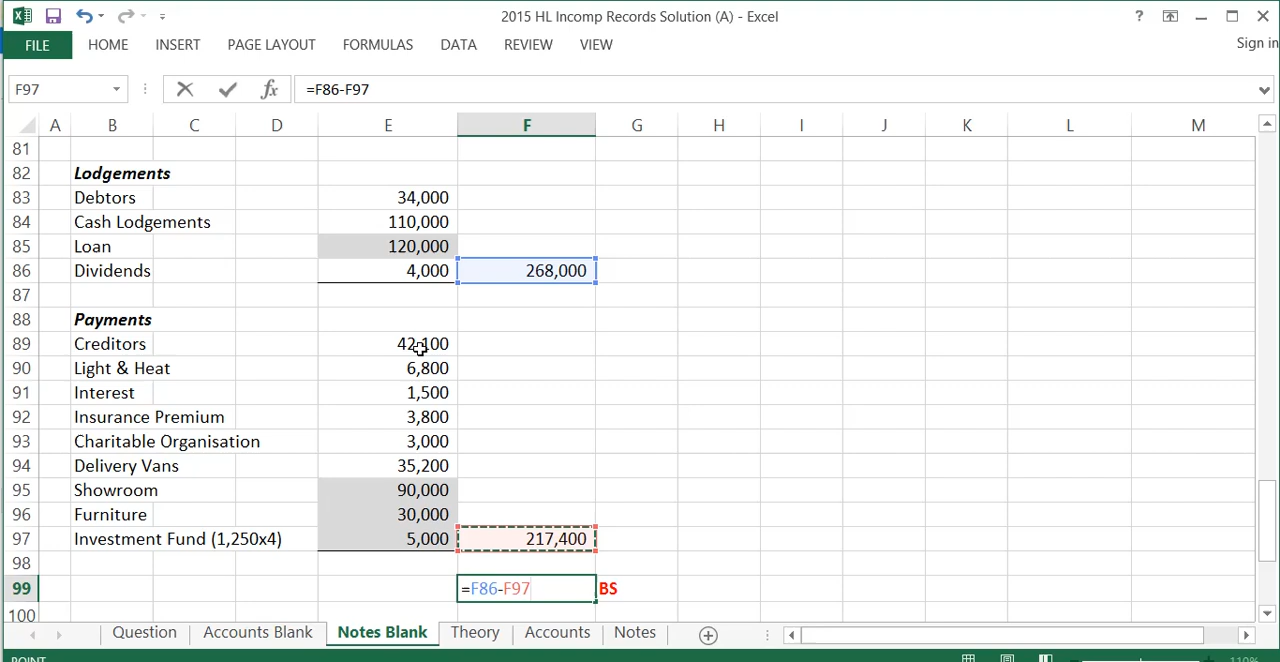 2015 HL Incomp Records Solution (A) - Excel
?
FILE HOME INSERT PAGE LAYOUT FORMULAS DATA REVIEW VIEW Sign in
F97 fx =F86-F97
A B C D E F G H I J K L M
81
82 Lodgements
83 Debtors 34,000
84 Cash Lodgements 110,000
85 Loan 120,000
86 Dividends 4,000 268,000
87
88 Payments
89 Creditors 42,100
90 Light & Heat 6,800
91 Interest 1,500
92 Insurance Premium 3,800
93 Charitable Organisation 3,000
94 Delivery Vans 35,200
95 Showroom 90,000
96 Furniture 30,000
97 Investment Fund (1,250x4) 5,000 217,400
98
99 =F86-F97 BS
100
Question Accounts Blank Notes Blank Theory Accounts Notes
POINT 110%